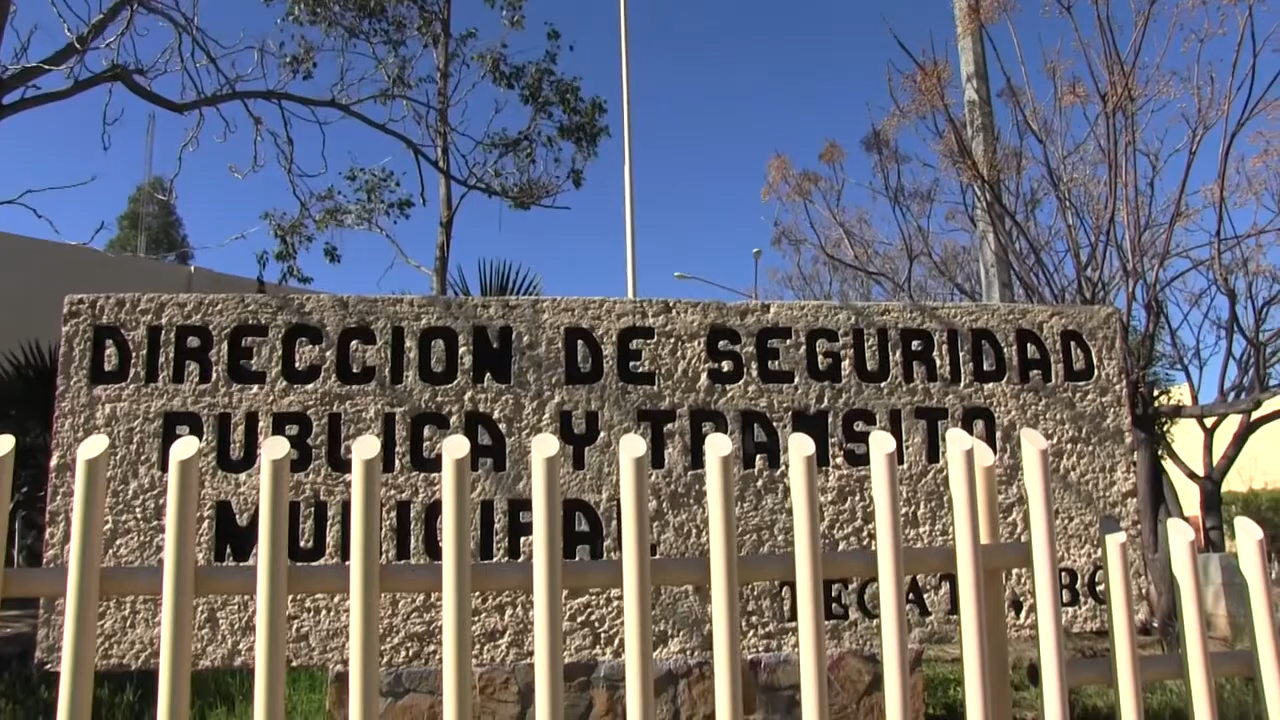 DIRECCION DE SEGURIDAD
PUBLICA Y TRANSITO
MUNICIPAL
TECATE BC